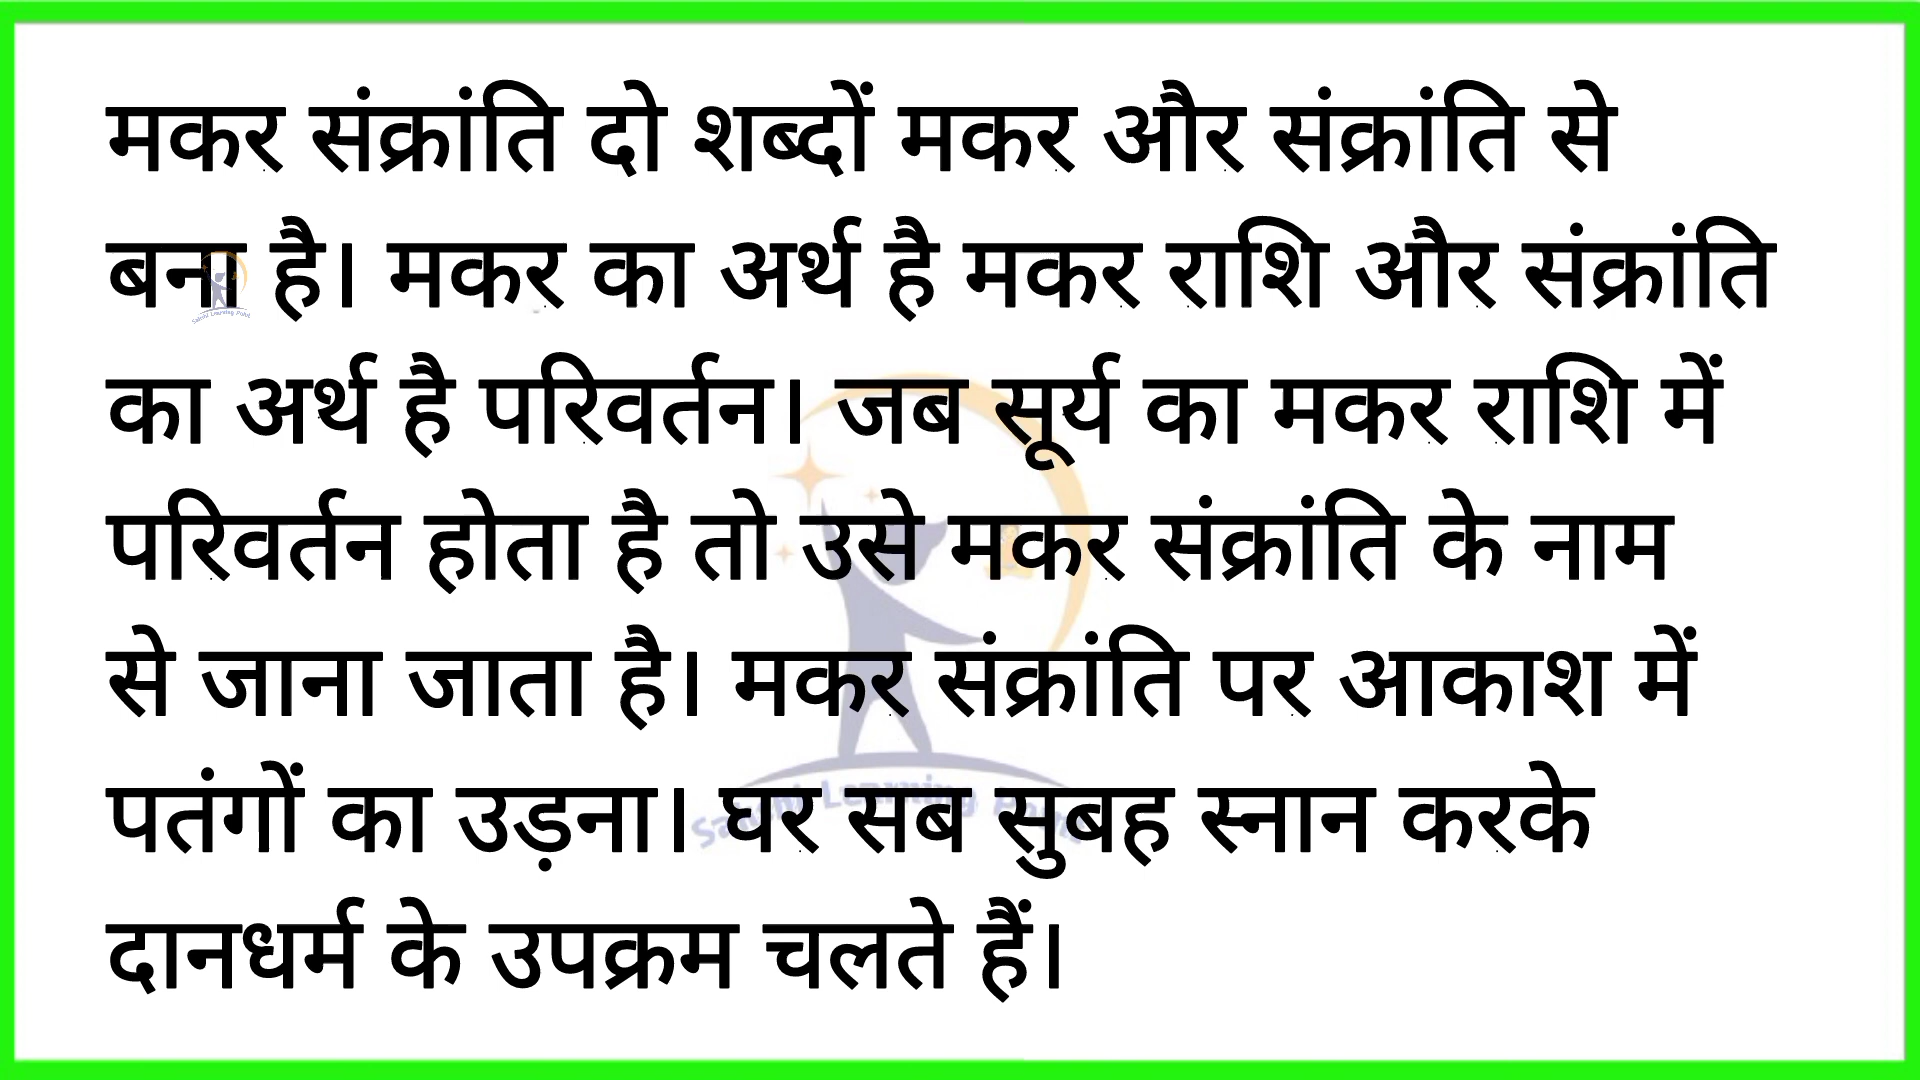 मकर संक्रांति दो शब्दों मकर और संक्रांति से
बना है। मकर का अर्थ है मकर राशि और संक्रांति
का अर्थ है परिवर्तन। जब सूर्य का मकर राशि में
परिवर्तन होता है तो उसे मकर संक्रांति के नाम
से जाना जाता है। मकर संक्रांति पर आकाश में
पतंगों का उड़ना। घर सब सुबह स्नान करके
दानधर्म के उपक्रम चलते हैं।